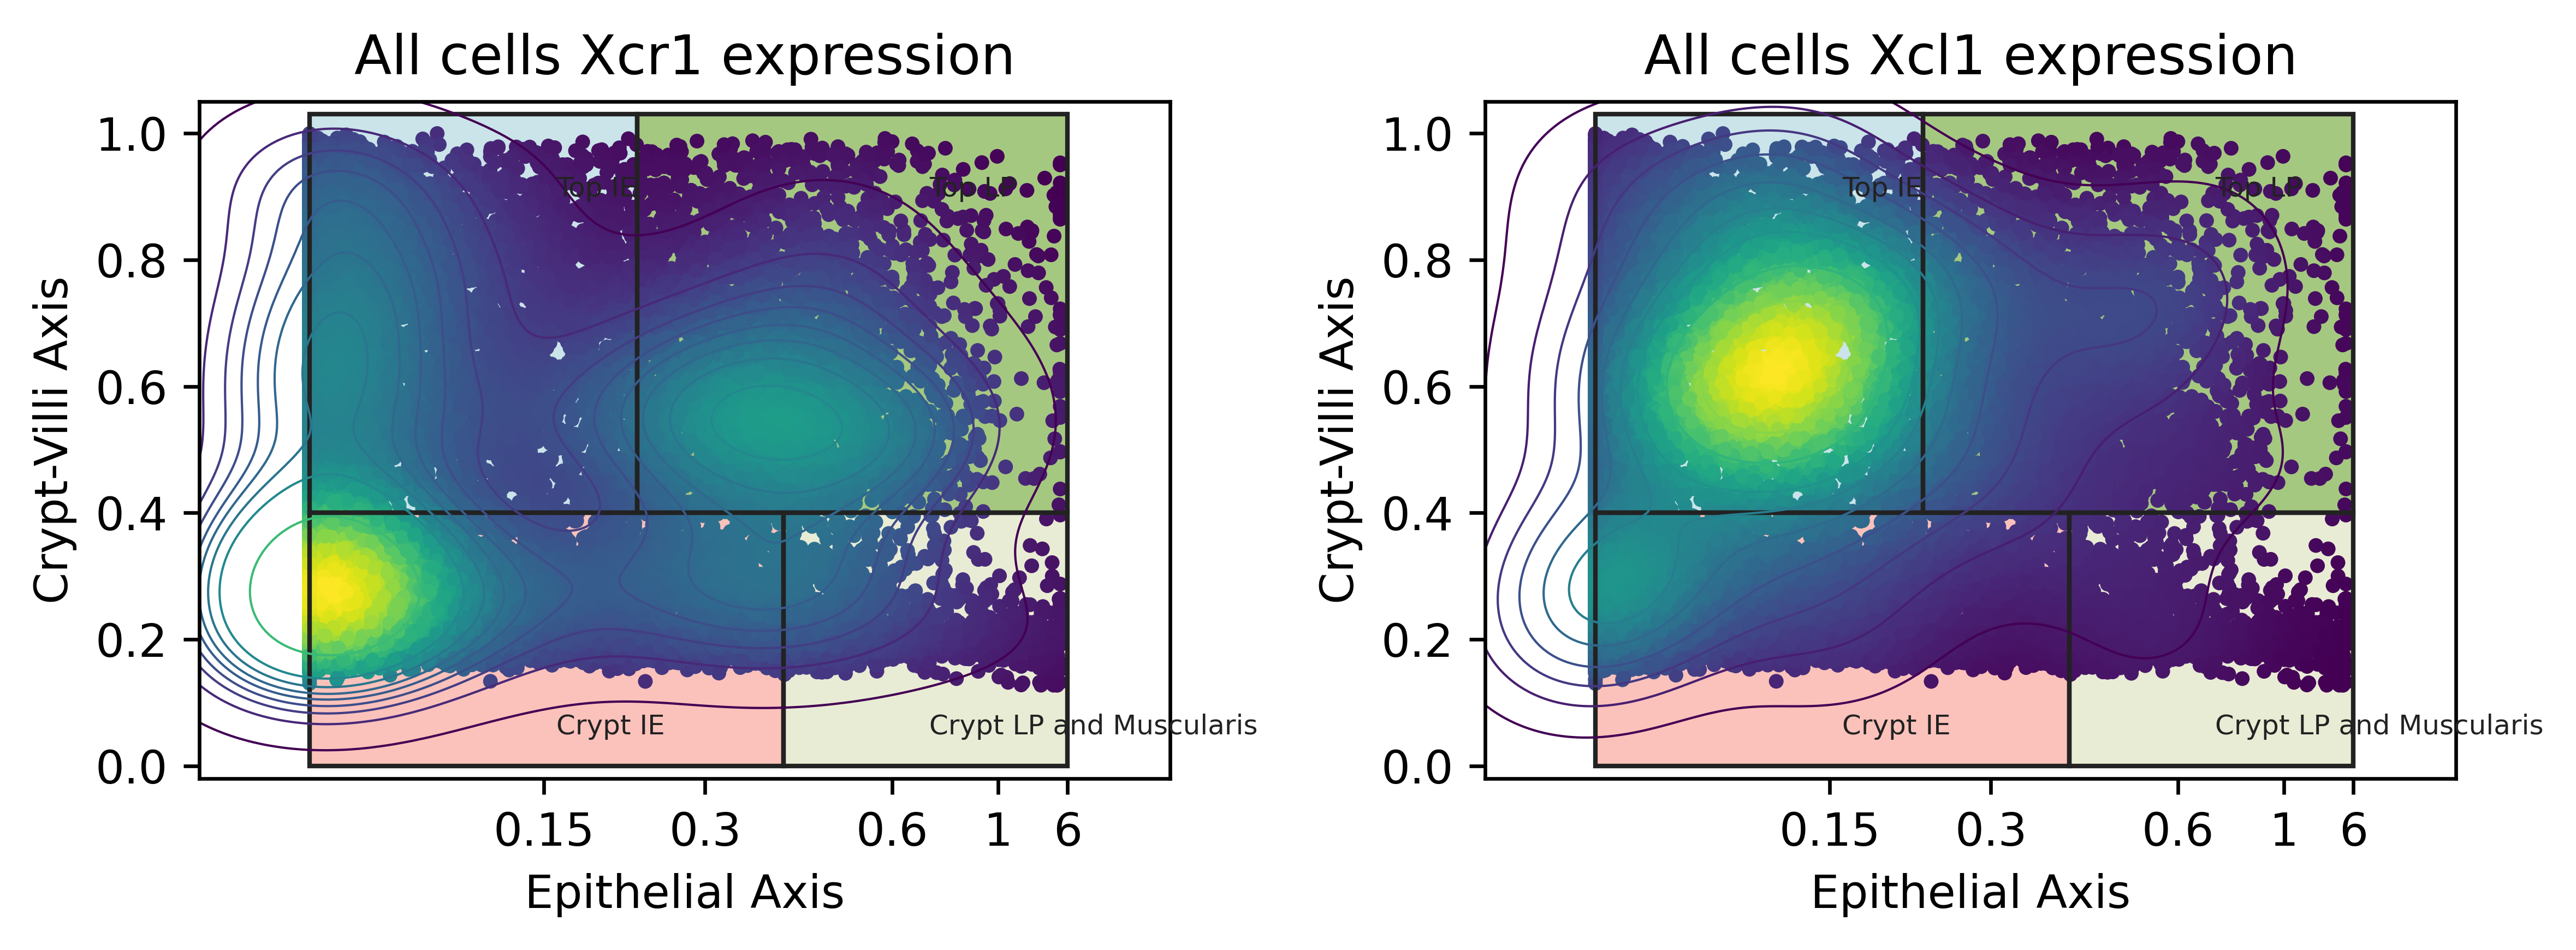 All cells Xcr1 expression
1.0
0.8
0.6
0.4
0.2
0.0
Crypt-Villi Axis
Top IE
Top LP
Crypt IE
Crypt LP and Muscularis
0.15 0.3 0.6 1 6
Epithelial Axis
All cells Xcl1 expression
1.0
0.8
0.6
0.4
0.2
0.0
Crypt-Villi Axis
Top IE
Top LP
Crypt IE
Crypt LP and Muscularis
0.15 0.3 0.6 1 6
Epithelial Axis